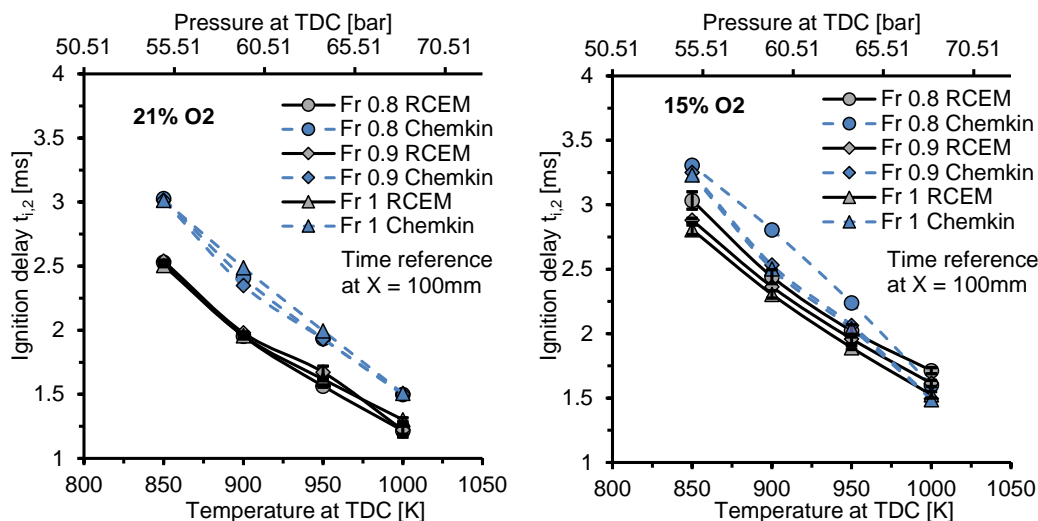 Pressure at TDC [bar]
50.51 55.51 60.51 65.51 70.51
4
3.5
3
2.5
2
1.5
1
Ignition delay t_{i,2} [ms]
21% O2
Fr 0.8 RCEM
Fr 0.8 Chemkin
Fr 0.9 RCEM
Fr 0.9 Chemkin
Fr 1 RCEM
Fr 1 Chemkin
Time reference
at X = 100mm
800 850 900 950 1000 1050
Temperature at TDC [K]
Pressure at TDC [bar]
50.51 55.51 60.51 65.51 70.51
4
3.5
3
2.5
2
1.5
1
Ignition delay t_{i,2} [ms]
15% O2
Fr 0.8 RCEM
Fr 0.8 Chemkin
Fr 0.9 RCEM
Fr 0.9 Chemkin
Fr 1 RCEM
Fr 1 Chemkin
Time reference
at X = 100mm
800 850 900 950 1000 1050
Temperature at TDC [K]